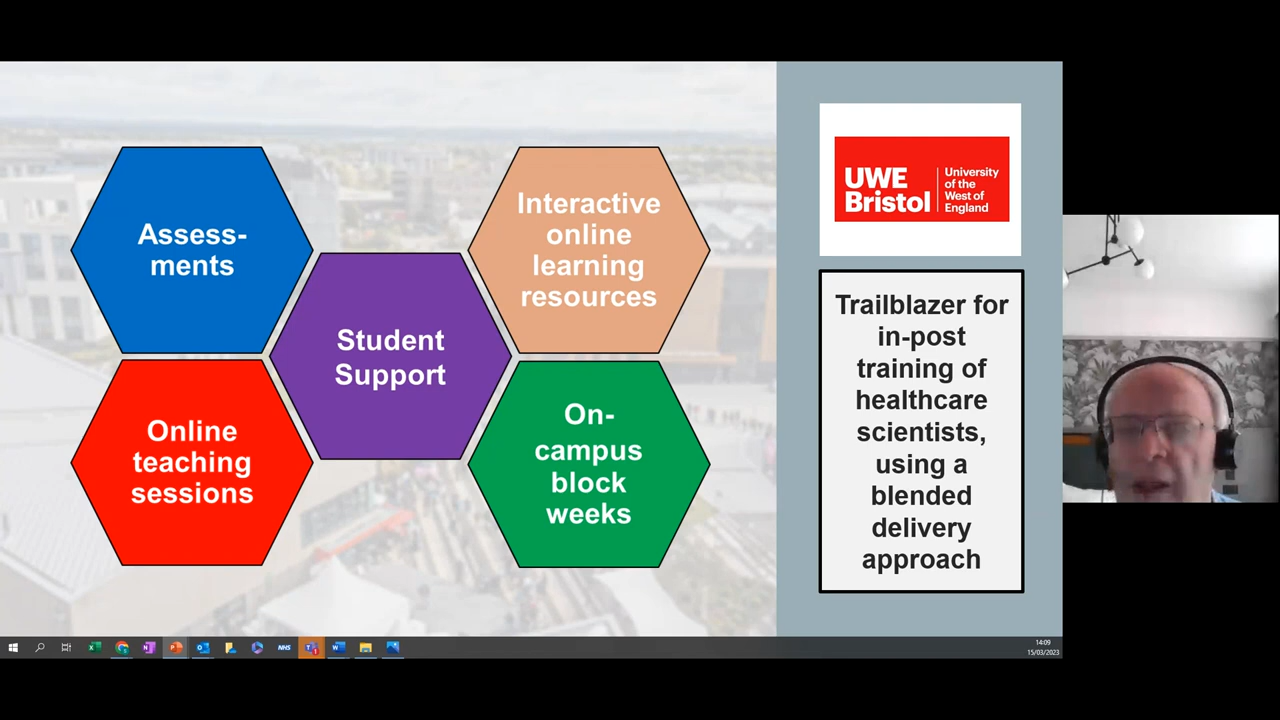 Assess-
ments
Interactive
online
learning
resources
Student
Support
Online
teaching
sessions
On-
campus
block
weeks
UWE
Bristol
University
of the
West of
England
Trailblazer for
in-post
training of
healthcare
scientists,
using a
blended
delivery
approach
NHS
14:09
15/03/2023